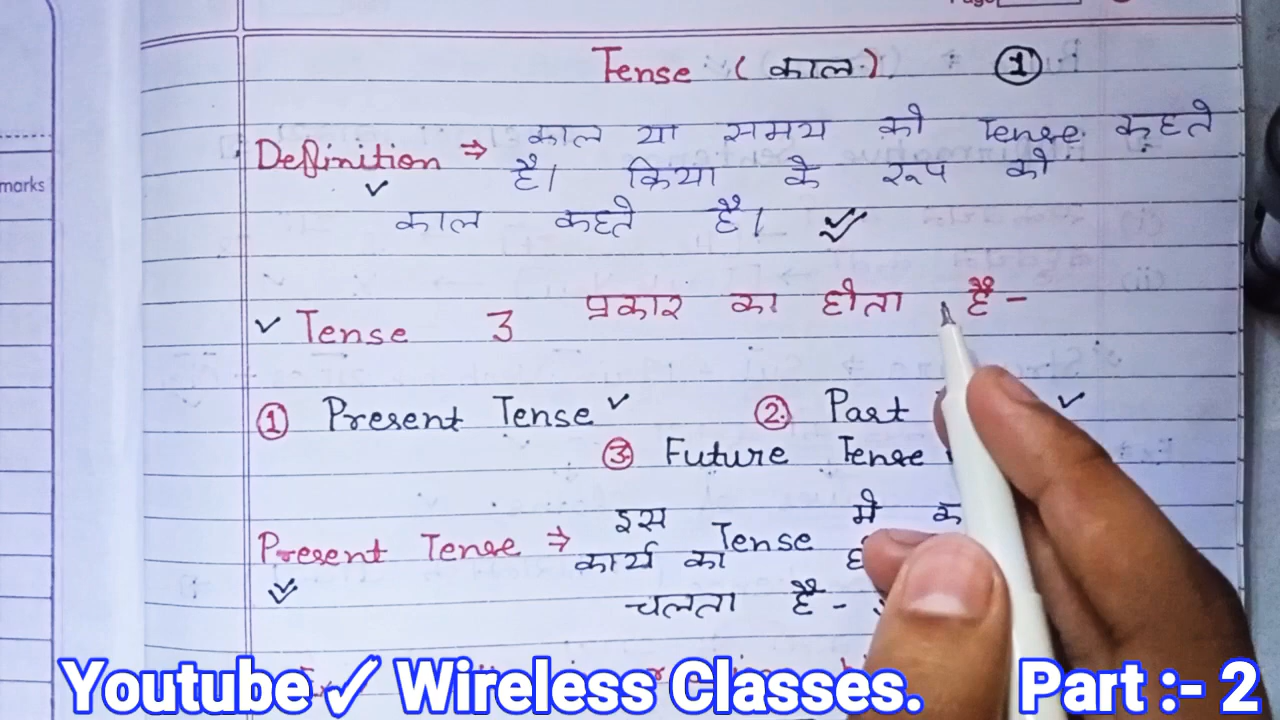 marks
Tense (काल) 1
Definition ⇒ काल या समय को Tense कहते
है। किया के रूप को
काल कहते है।
Tense 3 प्रकार का होता है -
1 Present Tense 2. Past
3 Future Tense
Present Tense ⇒ इस Tense मे
कार्य का
चलता है -
Youtube ✓ Wireless Classes. Part :- 2